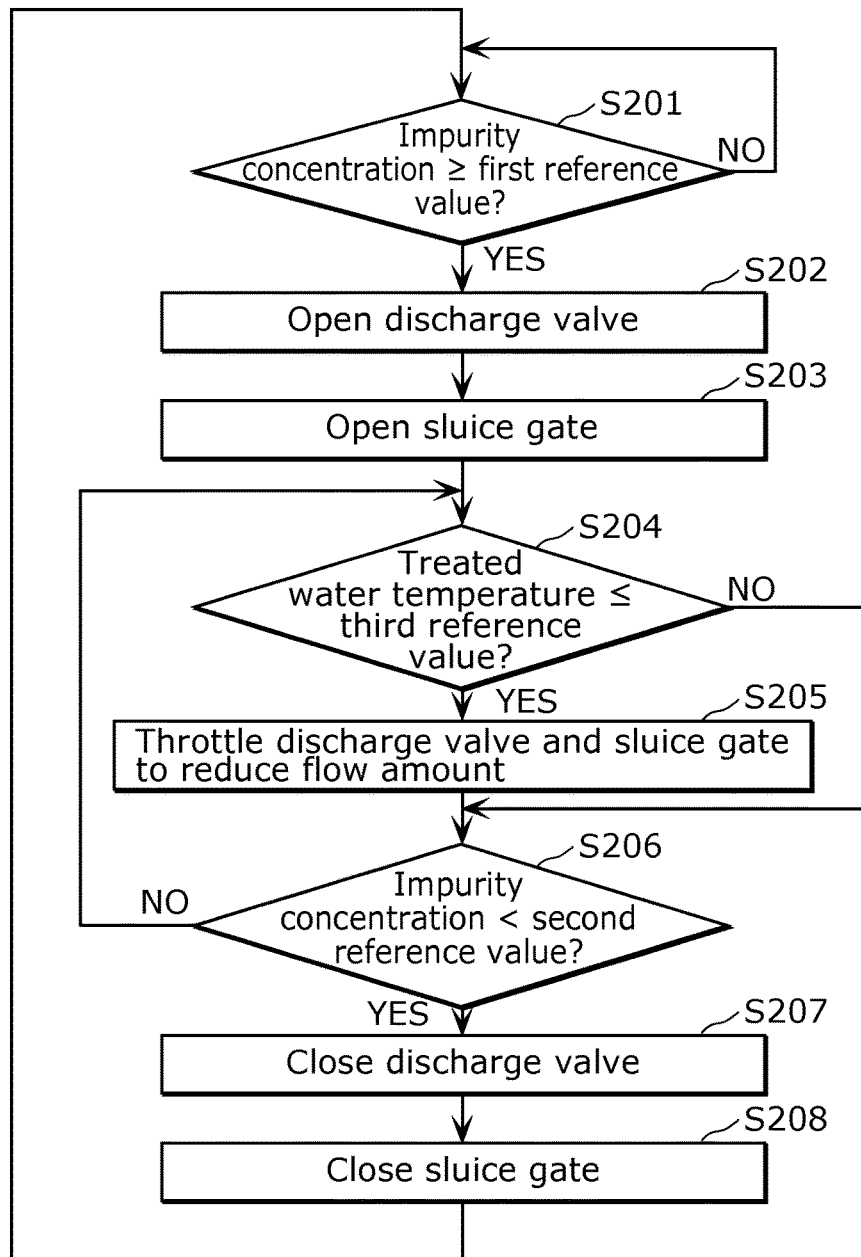 S201
Impurity
concentration ≥ first reference
value?
NO
YES
S202
Open discharge valve
S203
Open sluice gate
S204
Treated
water temperature ≤
third reference
value?
NO
YES
S205
Throttle discharge valve and sluice gate
to reduce flow amount
S206
Impurity
concentration < second
reference value?
NO
YES
S207
Close discharge valve
S208
Close sluice gate